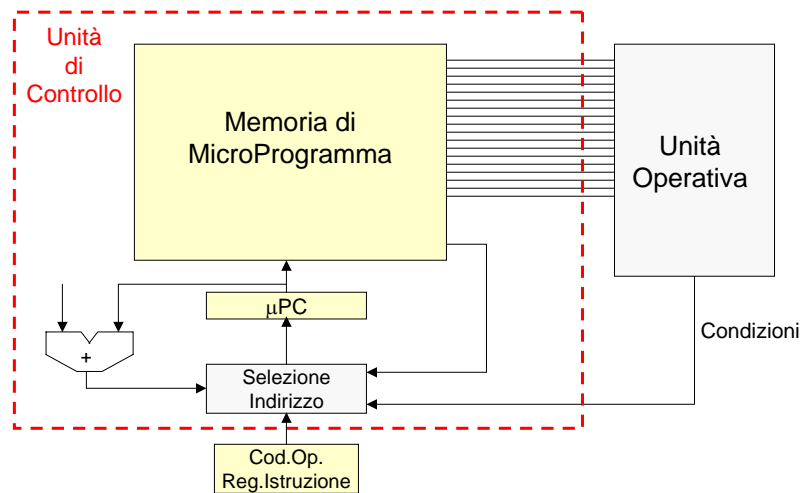 Unità
di
Controllo
Memoria di
MicroProgramma
Unità
Operativa
μPC
Condizioni
+
Selezione
Indirizzo
Cod.Op.
Reg.Istruzione